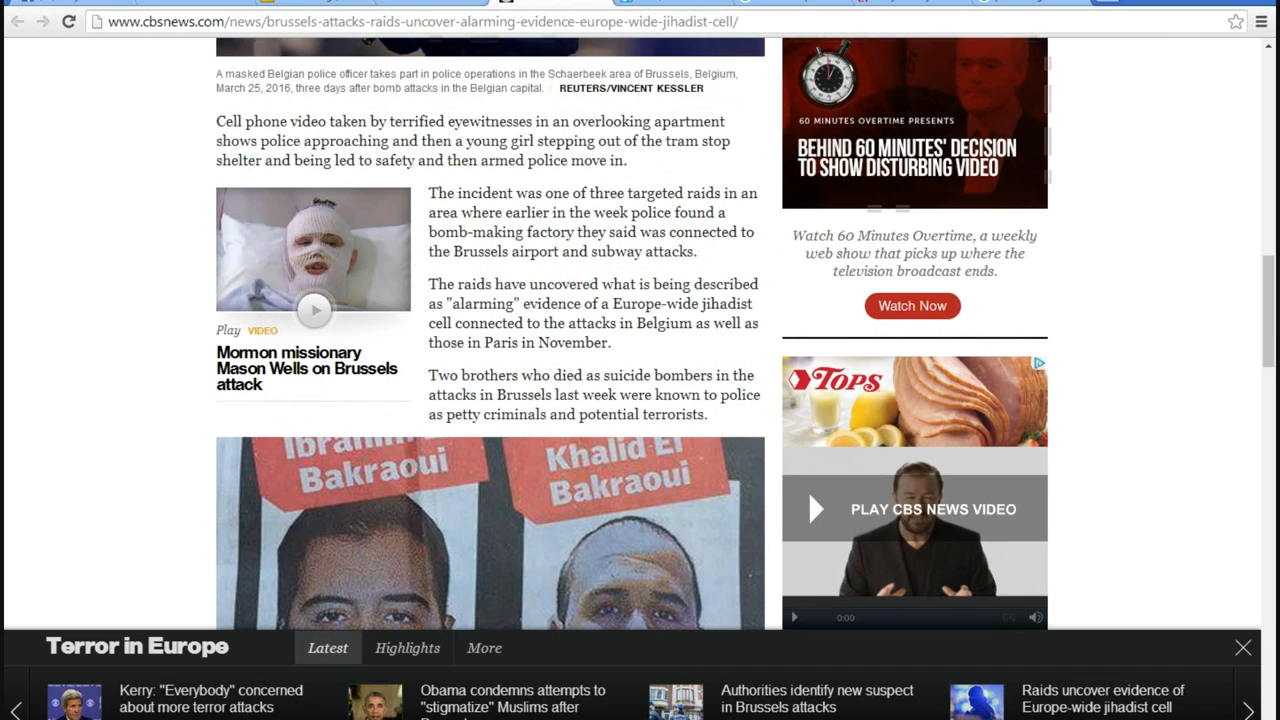 www.cbsnews.com/news/brussels-attacks-raids-uncover-alarming-evidence-europe-wide-jihadist-cell/
A masked Belgian police officer takes part in police operations in the Schaerbeek area of Brussels, Belgium,
March 25, 2016, three days after bomb attacks in the Belgian capital. / REUTERS/VINCENT KESSLER
Cell phone video taken by terrified eyewitnesses in an overlooking apartment
shows police approaching and then a young girl stepping out of the tram stop
shelter and being led to safety and then armed police move in.
Play VIDEO
Mormon missionary
Mason Wells on Brussels
attack
The incident was one of three targeted raids in an
area where earlier in the week police found a
bomb-making factory they said was connected to
the Brussels airport and subway attacks.
The raids have uncovered what is being described
as "alarming" evidence of a Europe-wide jihadist
cell connected to the attacks in Belgium as well as
those in Paris in November.
Two brothers who died as suicide bombers in the
attacks in Brussels last week were known to police
as petty criminals and potential terrorists.
Bakraoui
Khalid El
Bakraoui
60 MINUTES OVERTIME PRESENTS
BEHIND 60 MINUTES' DECISION
TO SHOW DISTURBING VIDEO
Watch 60 Minutes Overtime, a weekly
web show that picks up where the
television broadcast ends.
Watch Now
TOPS
PLAY CBS NEWS VIDEO
0:00
CC
Terror in Europe
Latest
Highlights
More
Kerry: "Everybody" concerned
about more terror attacks
Obama condemns attempts to
"stigmatize" Muslims after
Authorities identify new suspect
in Brussels attacks
Raids uncover evidence of
Europe-wide jihadist cell